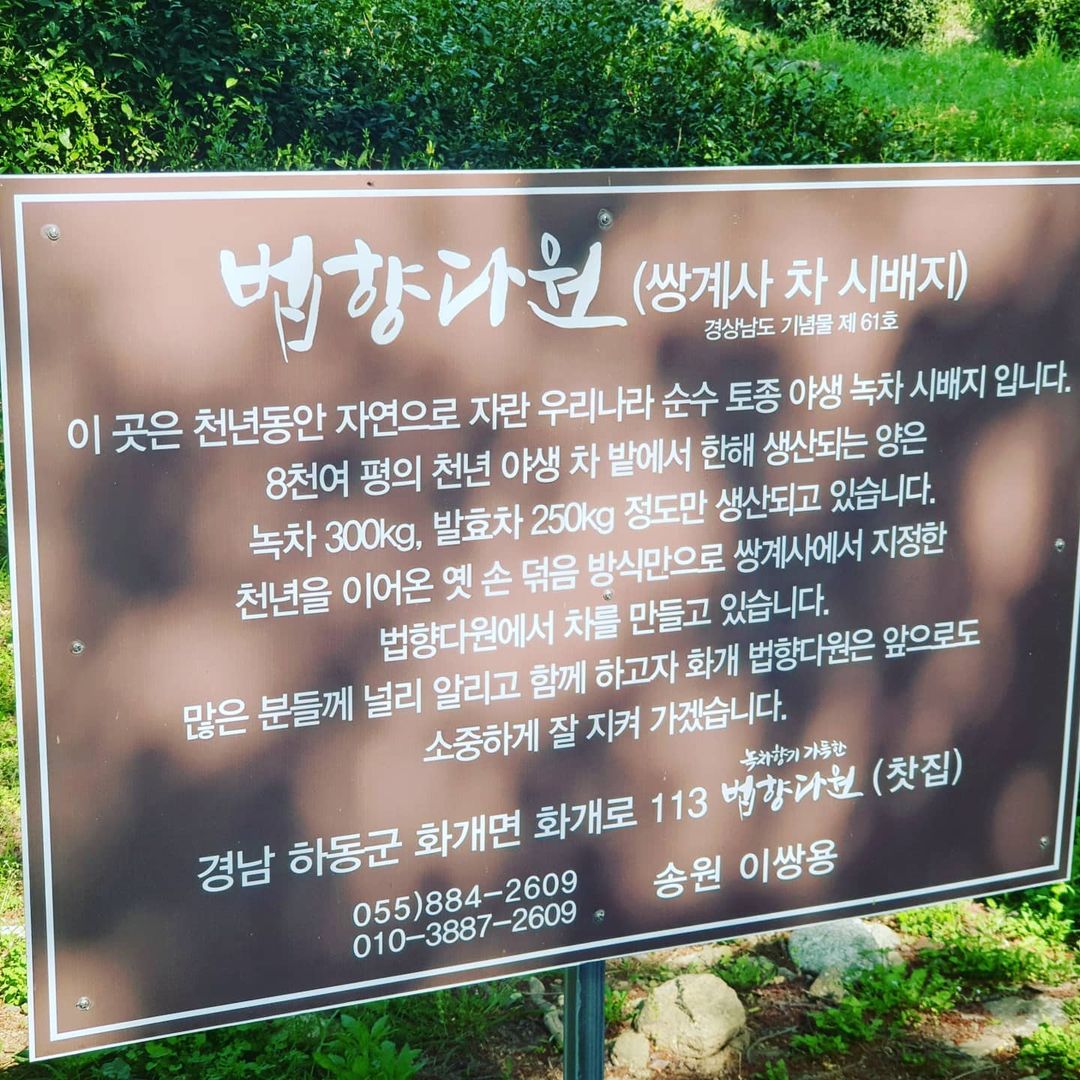 법향다원 (쌍계사 차 시배지)
경상남도 기념물 제 61호
이 곳은 천년동안 자연으로 자란 우리나라 순수 토종 야생 녹차 시배지 입니다.
8천여 평의 천년 야생 차 밭에서 한해 생산되는 양은
녹차 300kg, 발효차 250kg 정도만 생산되고 있습니다.
천년을 이어온 옛 손 덖음 방식만으로 쌍계사에서 지정한
법향다원에서 차를 만들고 있습니다.
많은 분들께 널리 알리고 함께 하고자 화개 법향다원은 앞으로도
소중하게 잘 지켜 가겠습니다.
녹차향기 가득한
경남 하동군 화개면 화개로 113 법향다원 (찻집)
055)884-2609 송원 이쌍용
010-3887-2609